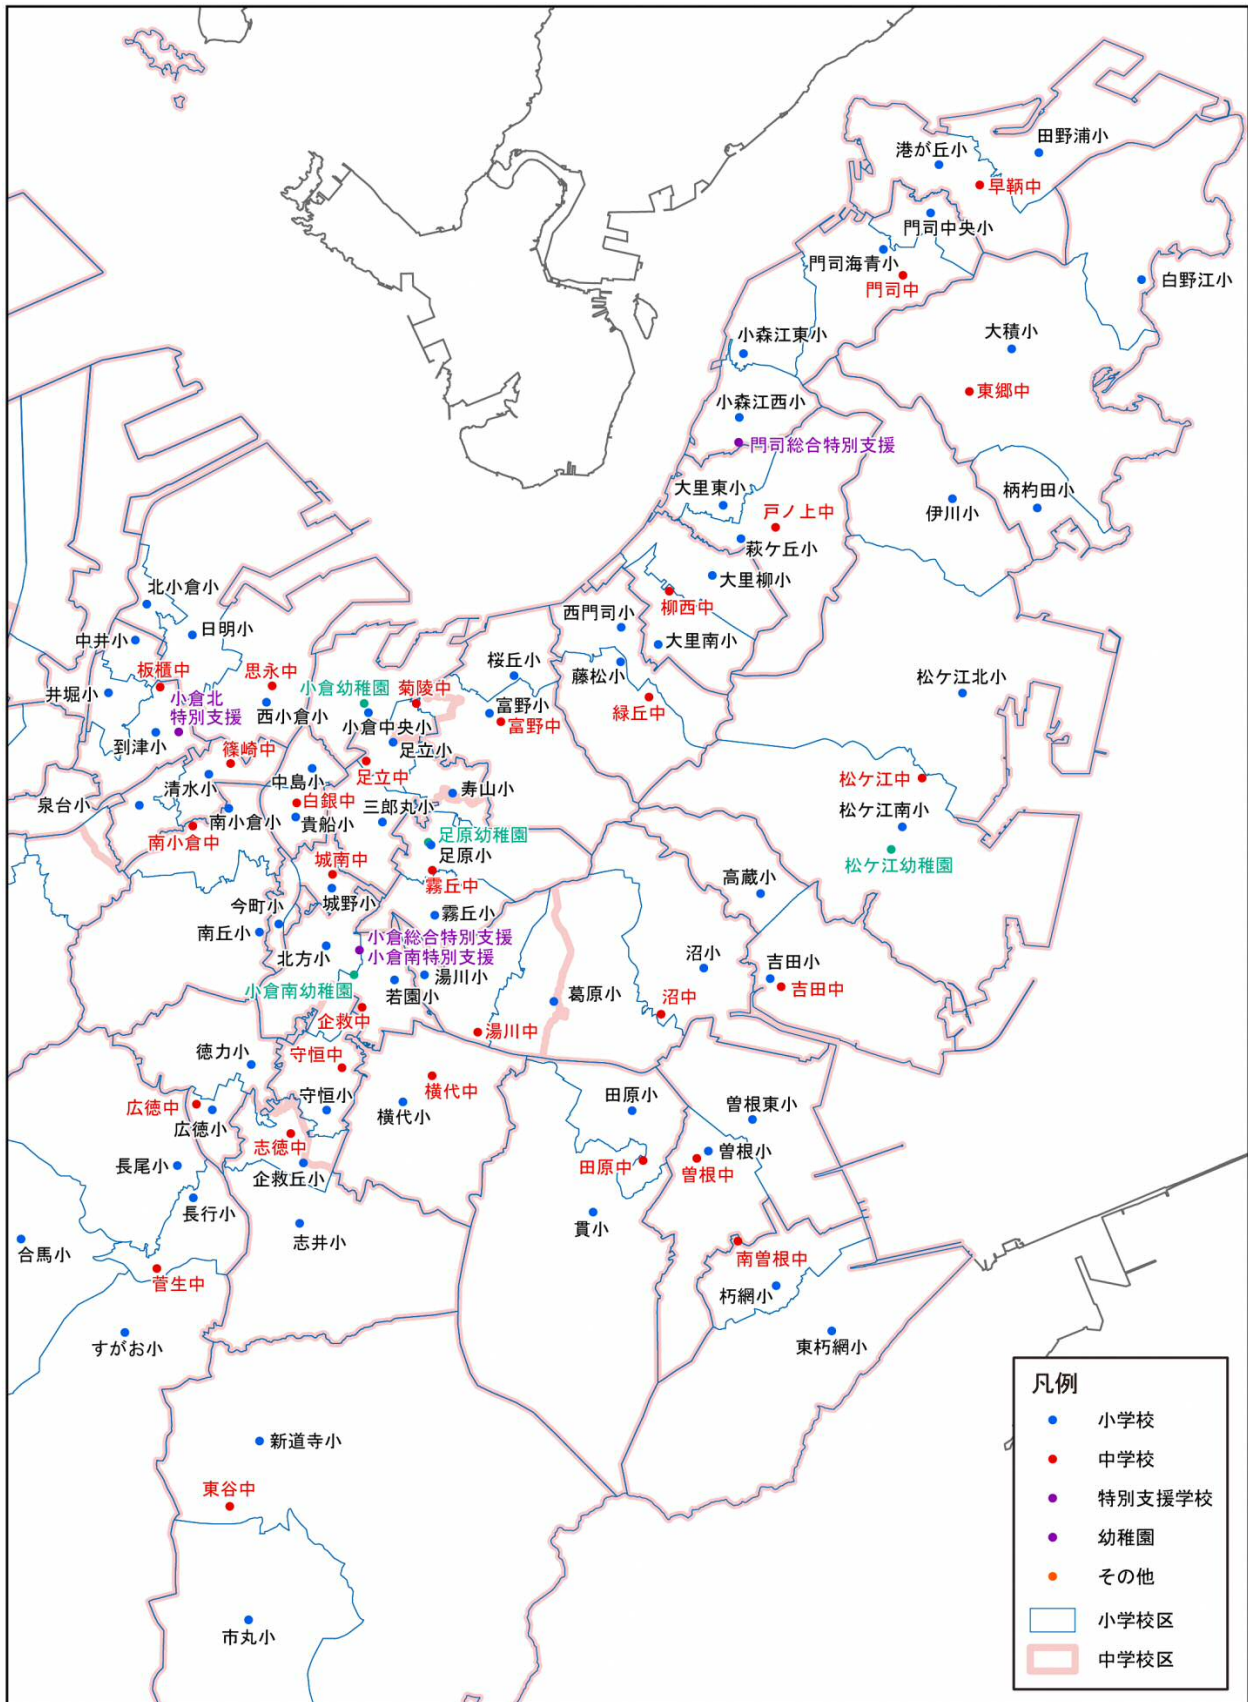 港が丘小
田野浦小
早鞆中
門司中央小
門司海青小
門司中
白野江小
大積小
小森江東小
東郷中
小森江西小
門司総合特別支援
大里東小
戸ノ上中
伊川小
柄杓田小
萩ケ丘小
大里柳小
柳西中
西門司小
大里南小
北小倉小
日明小
中井小
板櫃中
思永中
井堀小
小倉北
特別支援
小倉幼稚園
菊陵中
桜丘小
藤松小
緑丘中
松ケ江北小
西小倉小
小倉中央小
富野小
富野中
到津小
篠崎中
足立小
足立中
松ケ江中
清水小
中島小
泉台小
白銀中
三郎丸小
寿山小
松ケ江南小
南小倉小
貴船小
南小倉中
足原幼稚園
足原小
松ケ江幼稚園
城南中
霧丘中
高蔵小
今町小
城野小
霧丘小
南丘小
小倉総合特別支援
北方小
小倉南特別支援
沼小
吉田小
小倉南幼稚園
若園小
湯川小
葛原小
吉田中
企救中
沼中
湯川中
徳力小
守恒中
横代中
広徳中
守恒小
横代小
田原小
曽根東小
広徳小
志徳中
曽根小
長尾小
企救丘小
田原中
曽根中
長行小
志井小
貫小
合馬小
南曽根中
菅生中
朽網小
すがお小
東朽網小
新道寺小
東谷中
市丸小
凡例
小学校
中学校
特別支援学校
幼稚園
その他
小学校区
中学校区